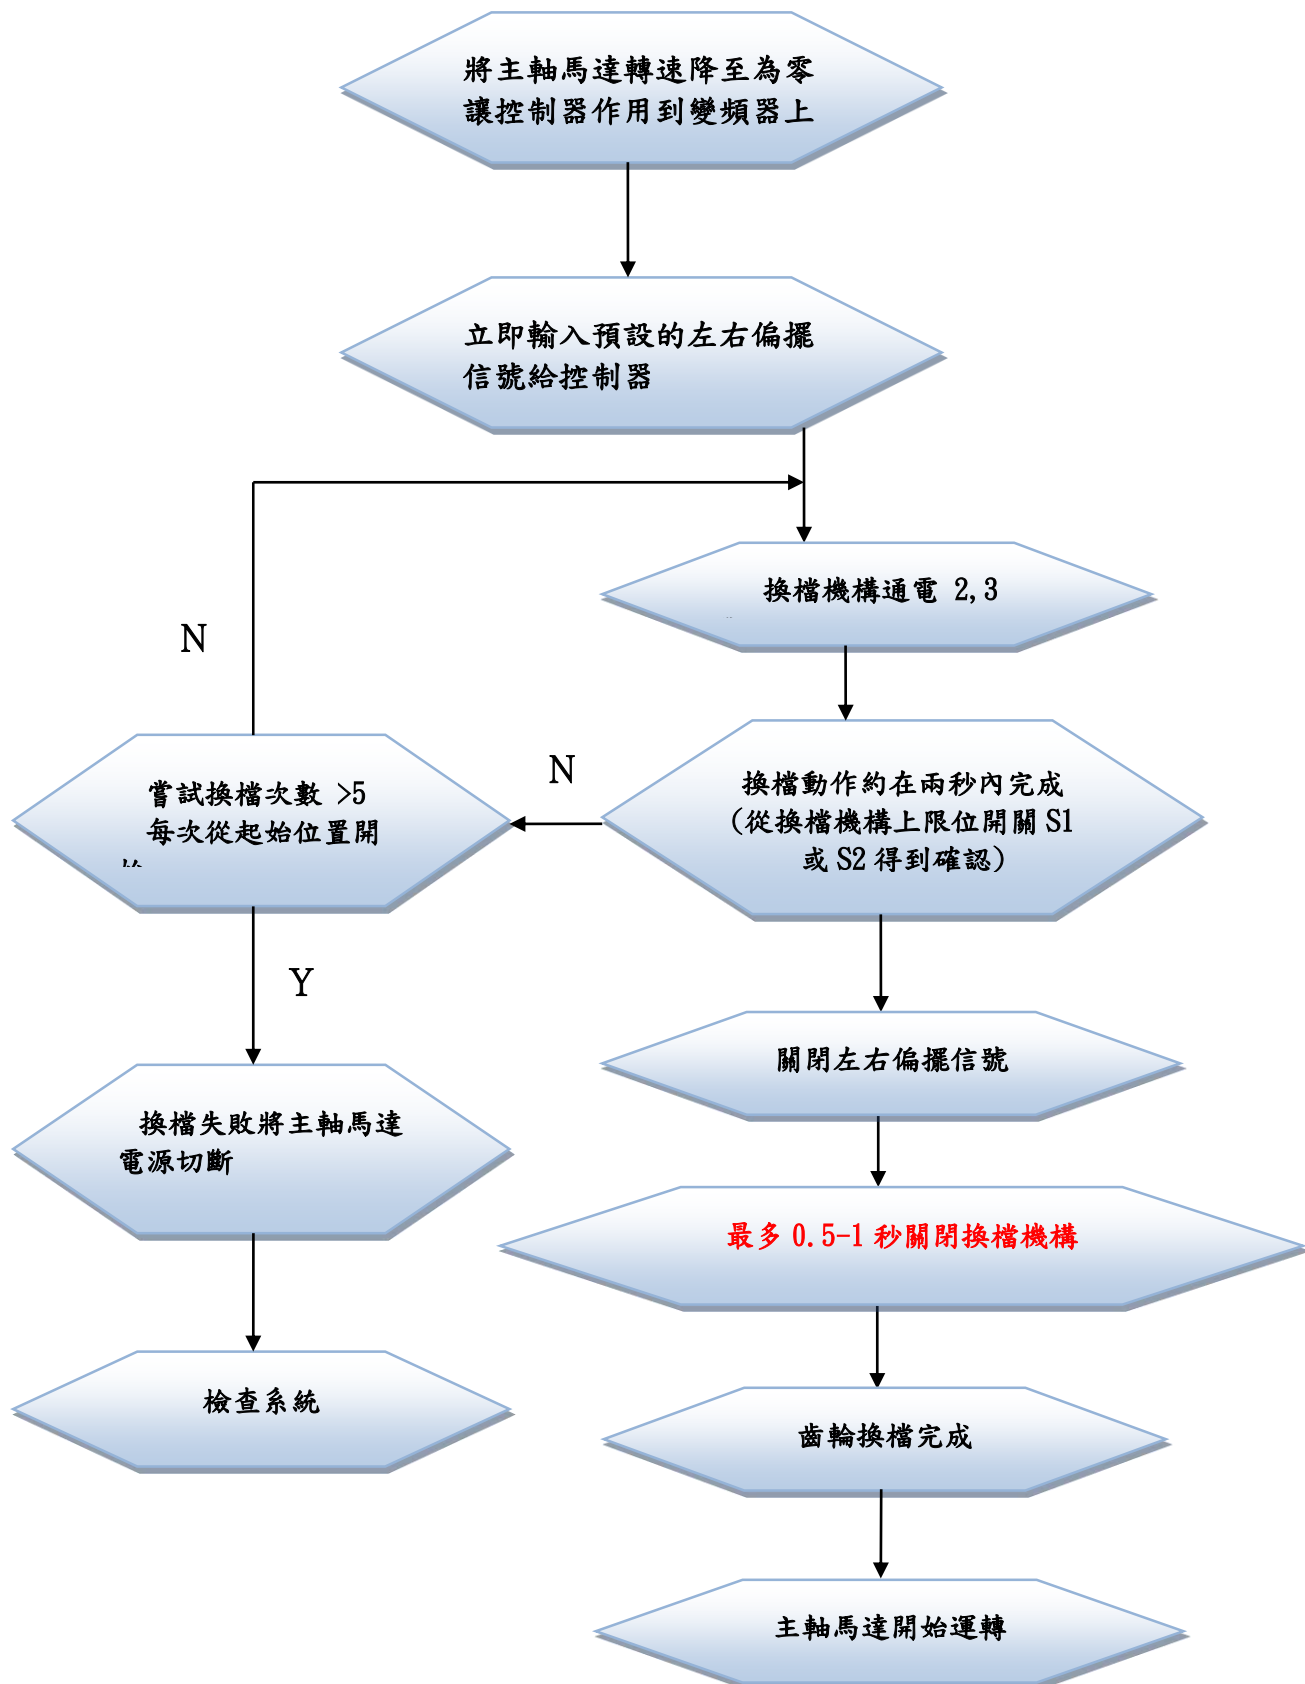 將主軸馬達轉速降至為零
讓控制器作用到變頻器上
立即輸入預設的左右偏擺
信號給控制器
換檔機構通電 2,3
N
換檔動作約在兩秒內完成
(從換檔機構上限位開關 S1
或 S2 得到確認)
N
嘗試換檔次數 >5
每次從起始位置開
Y
換檔失敗將主軸馬達
電源切斷
檢查系統
關閉左右偏擺信號
最多 0.5-1 秒關閉換檔機構
齒輪換檔完成
主軸馬達開始運轉